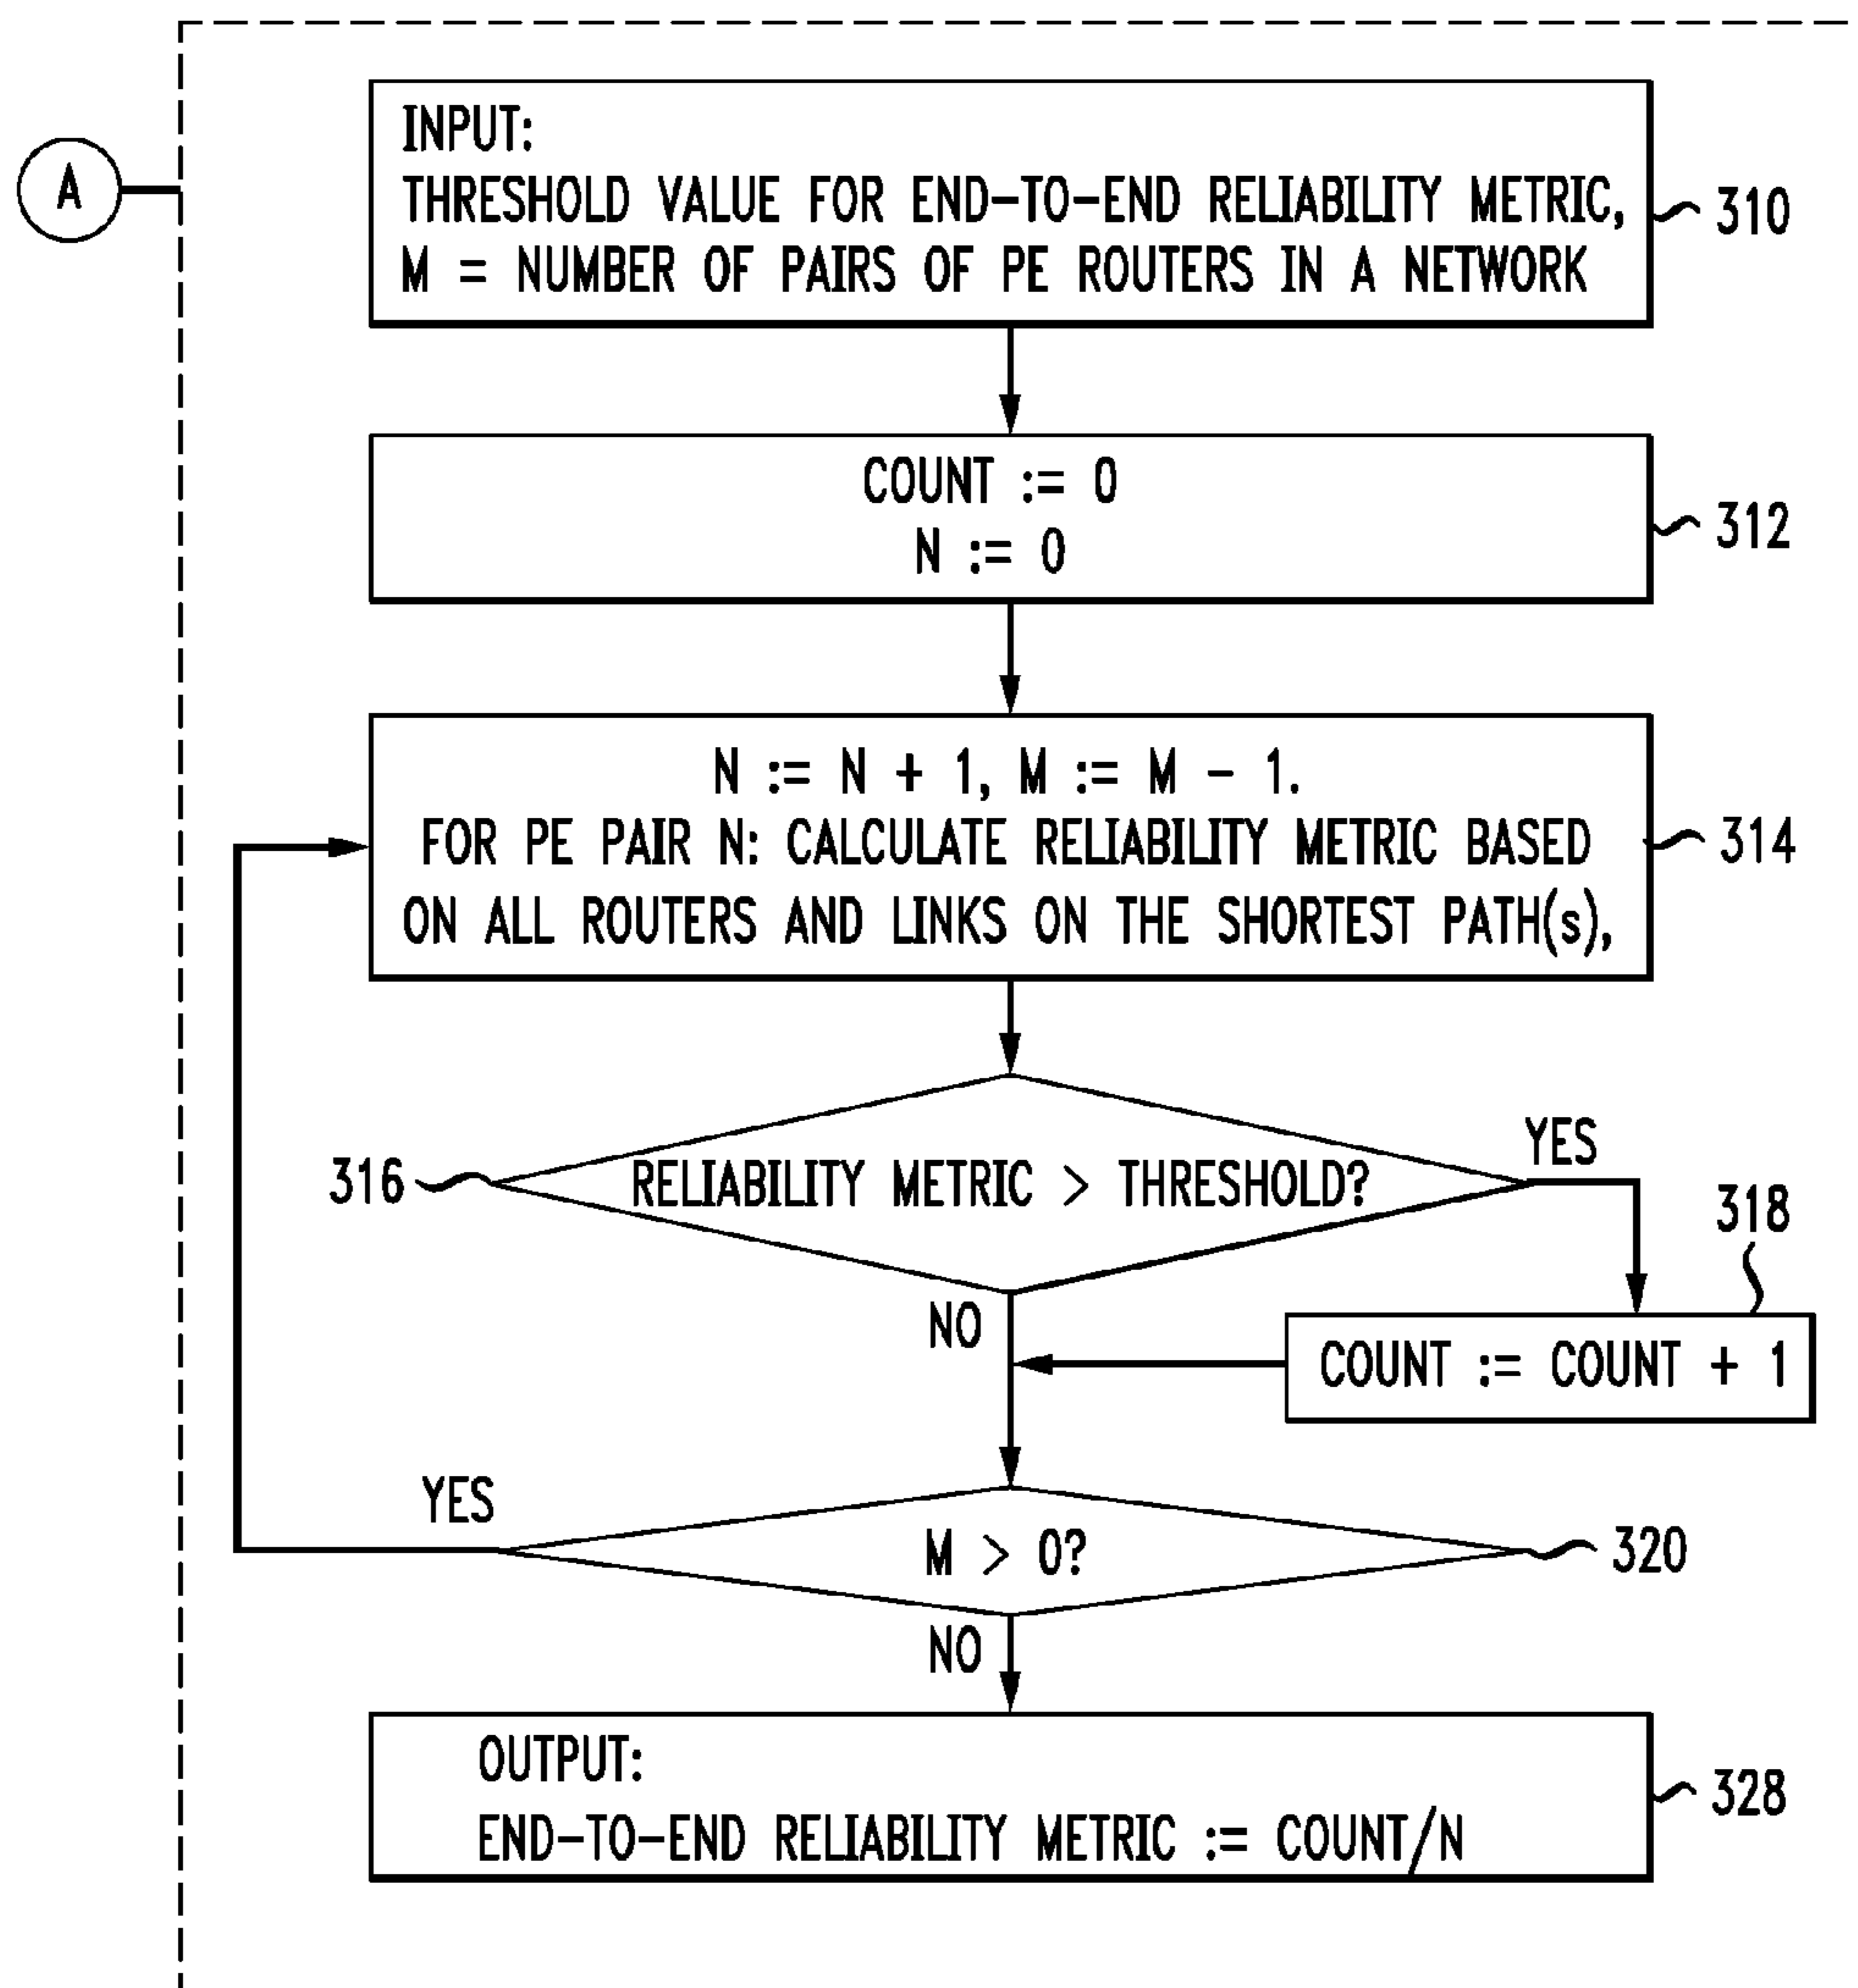 A
INPUT:
THRESHOLD VALUE FOR END-TO-END RELIABILITY METRIC,
M = NUMBER OF PAIRS OF PE ROUTERS IN A NETWORK
310
COUNT := 0
N := 0
312
N := N + 1, M := M - 1.
FOR PE PAIR N: CALCULATE RELIABILITY METRIC BASED
ON ALL ROUTERS AND LINKS ON THE SHORTEST PATH(s),
314
316
RELIABILITY METRIC > THRESHOLD?
YES
318
NO
COUNT := COUNT + 1
YES
M > 0?
320
NO
OUTPUT:
END-TO-END RELIABILITY METRIC := COUNT/N
328